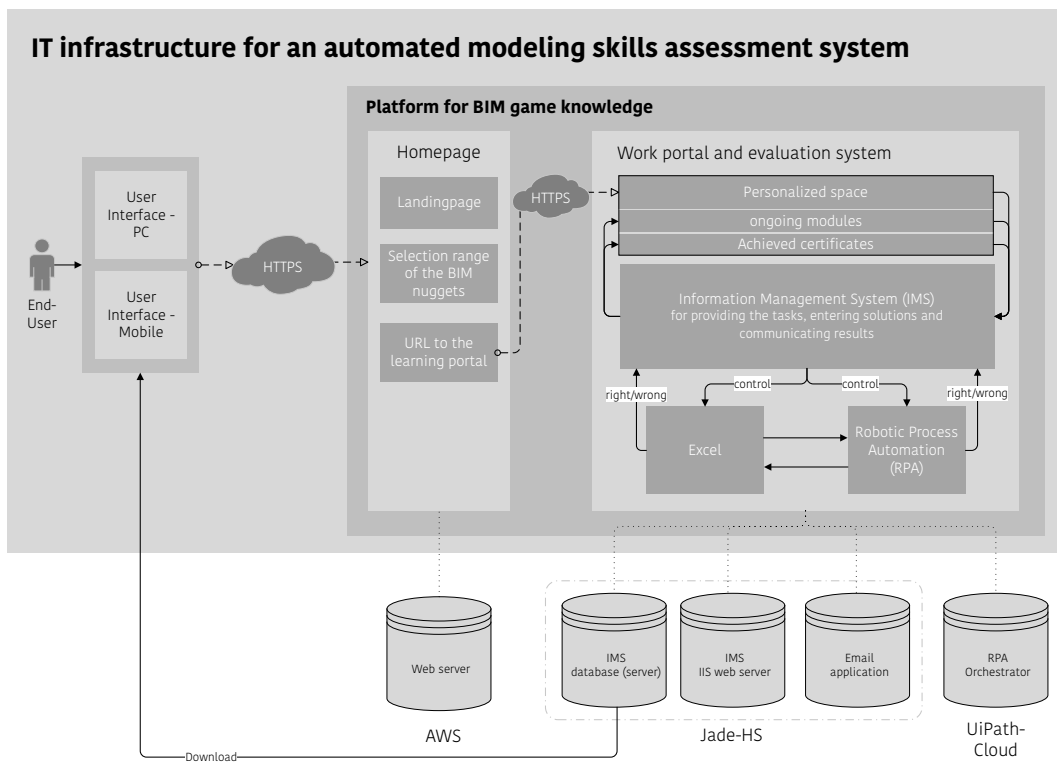 IT infrastructure for an automated modeling skills assessment system
Platform for BIM game knowledge
Homepage
Landingpage
Selection range
of the BIM
nuggets
URL to the
learning portal
HTTPS
Work portal and evaluation system
Personalized space
ongoing modules
Achieved certificates
Information Management System (IMS)
for providing the tasks, entering solutions and
communicating results
right/wrong
control
control
right/wrong
Excel
Robotic Process
Automation
(RPA)
User
Interface -
PC
User
Interface -
Mobile
End-
User
HTTPS
Web server
AWS
IMS
database (server)
IMS
IIS web server
Email
application
Jade-HS
RPA
Orchestrator
UiPath-
Cloud
Download